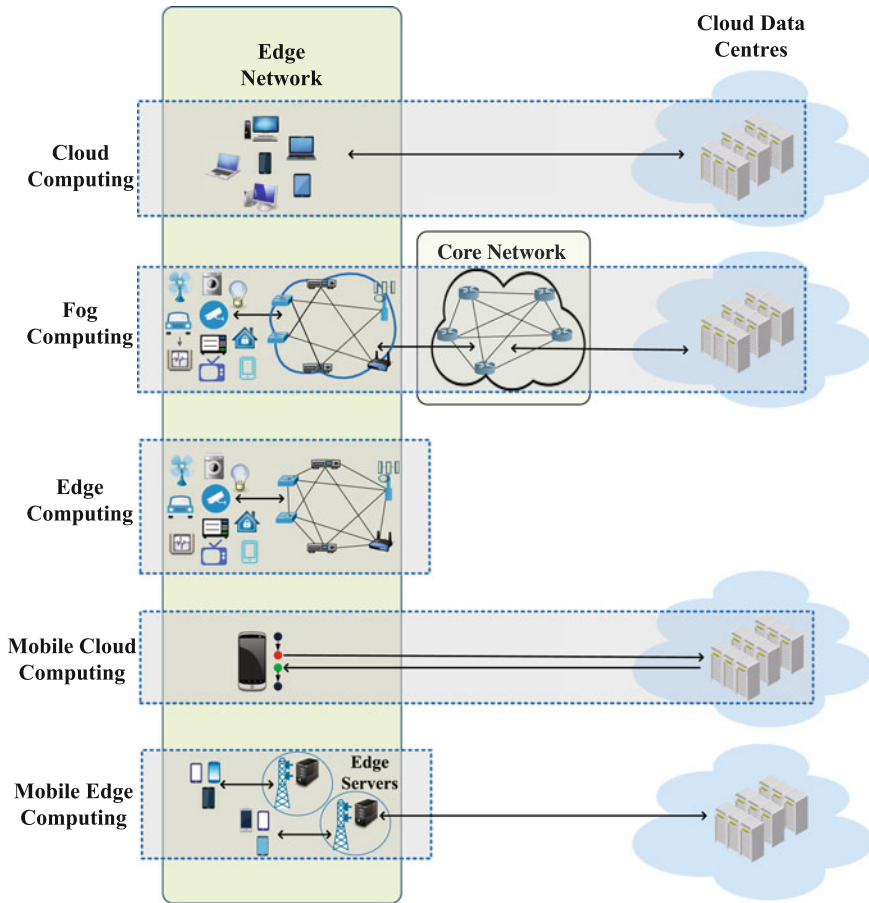 Edge
Network
Cloud Data
Centres
Cloud
Computing
Core Network
Fog
Computing
Edge
Computing
Mobile Cloud
Computing
Edge
Servers
Mobile Edge
Computing